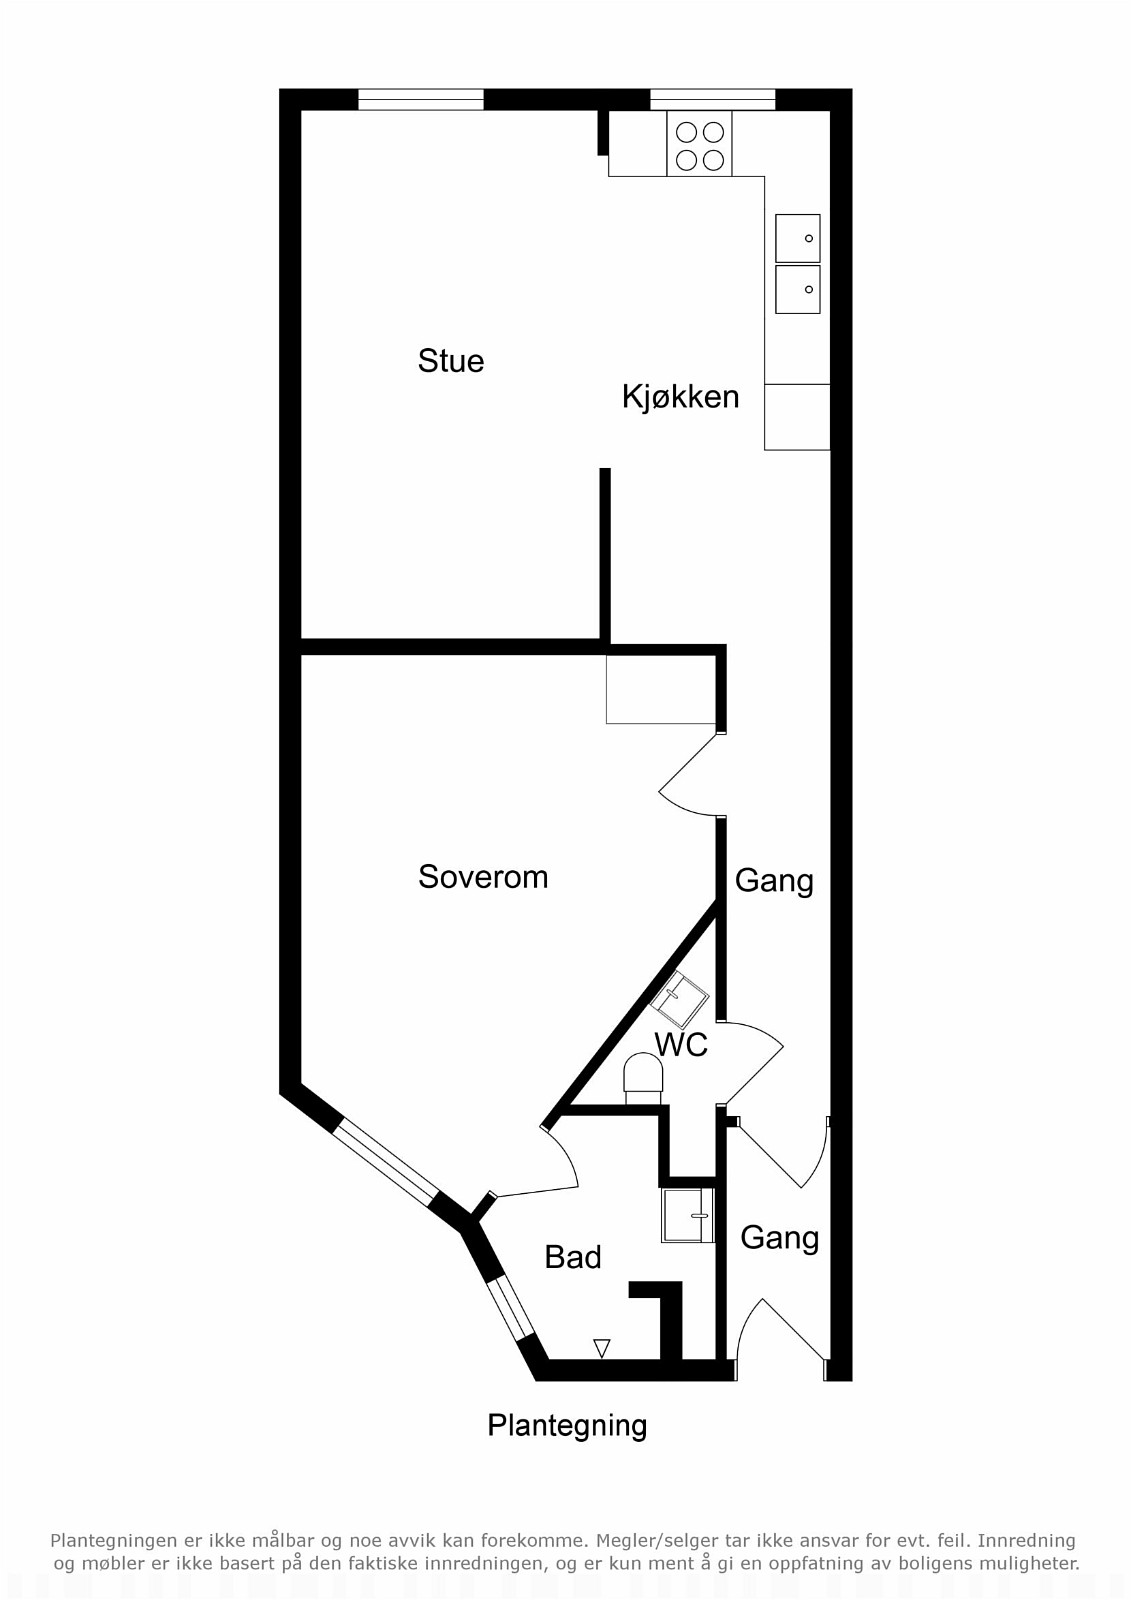 Stue
Kjøkken
Soverom
Gang
WC
Gang
Bad
Plantegning
Plantegningen er ikke målbar og noe avvik kan forekomme. Megler/selger tar ikke ansvar for evt. feil. Innredning
og møbler er ikke basert på den faktiske innredningen, og er kun ment å gi en oppfatning av boligens muligheter.